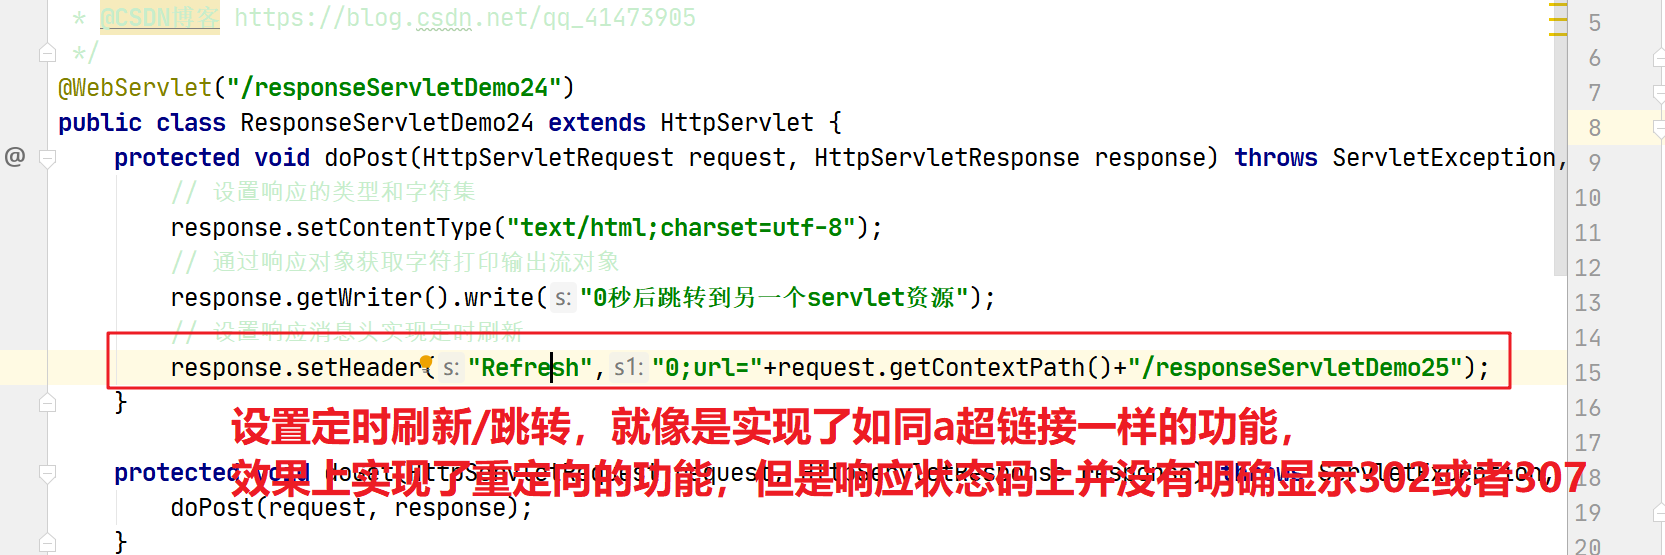 * @CSDN博客 https://blog.csdn.net/qq_41473905
*/
@WebServlet("/responseServletDemo24")
public class ResponseServletDemo24 extends HttpServlet {
@ protected void doPost(HttpServletRequest request, HttpServletResponse response) throws ServletException,
// 设置响应的类型和字符集
response.setContentType("text/html;charset=utf-8");
// 通过响应对象获取字符打印输出流对象
response.getWriter().write( s: "0秒后跳转到另一个servlet资源");
// 设置响应消息头实现定时刷新
response.setHeader( s: "Refresh", s1: "0;url="+request.getContextPath()+"/responseServletDemo25");
}
设置定时刷新/跳转，就像是实现了如同a超链接一样的功能，
效果上实现了重定向的功能，但是响应状态码上并没有明确显示302或者307
protected void doGet(HttpServletRequest request, HttpServletResponse response) throws ServletException,
doPost(request, response);
}
5
6
7
8
9
10
11
12
13
14
15
16
17
18
19
20